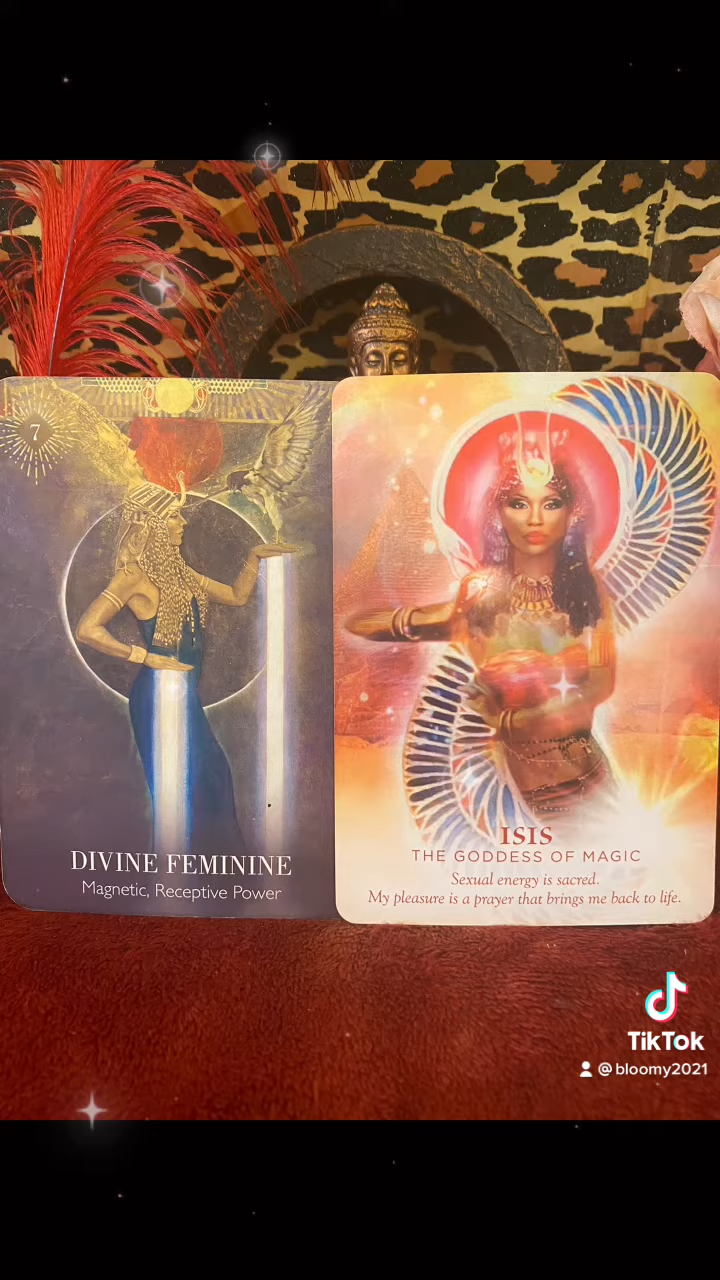 7
DIVINE FEMININE
Magnetic, Receptive Power
ISIS
THE GODDESS OF MAGIC
Sexual energy is sacred.
My pleasure is a prayer that brings me back to life.
TikTok
@bloomy2021